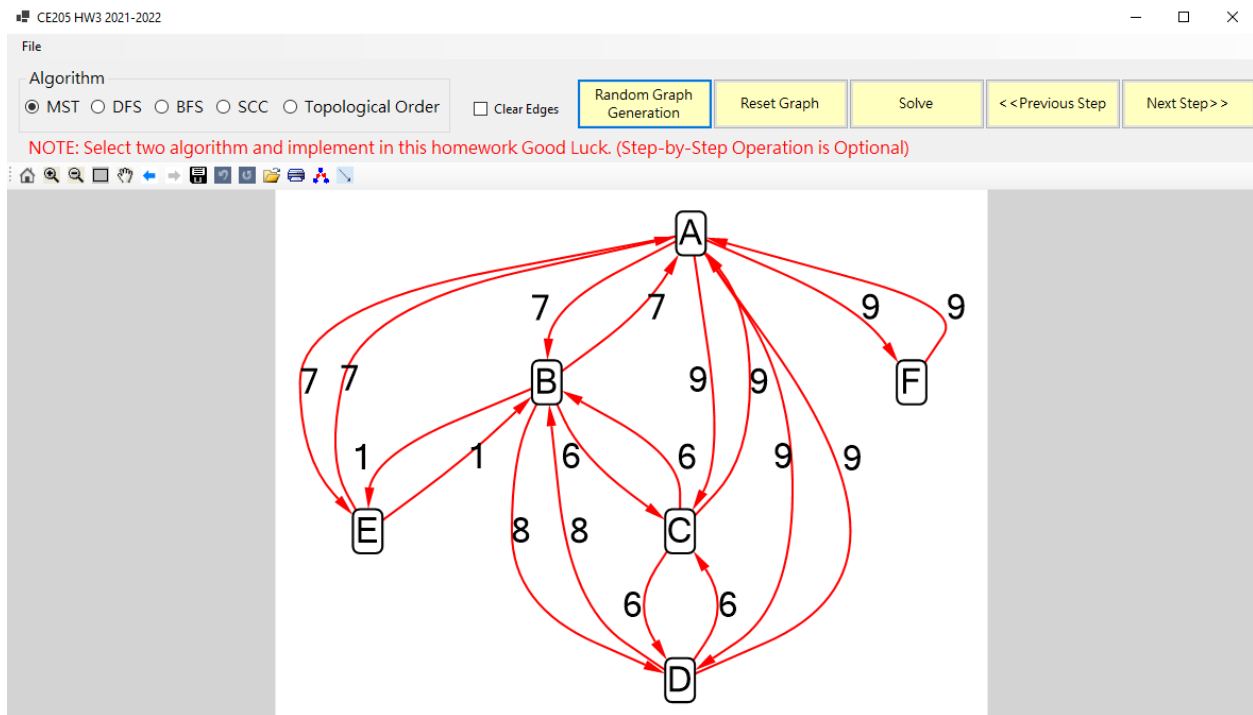 CE205 HW3 2021-2022
File
Algorithm
MST DFS BFS SCC Topological Order
Clear Edges
Random Graph
Generation
Reset Graph
Solve
<<Previous Step
Next Step>>
NOTE: Select two algorithm and implement in this homework Good Luck. (Step-by-Step Operation is Optional)
A
7 7 9 9
B F
7 7 9 9
1 1 6 6 9 9
E C
8 8
6 6
D